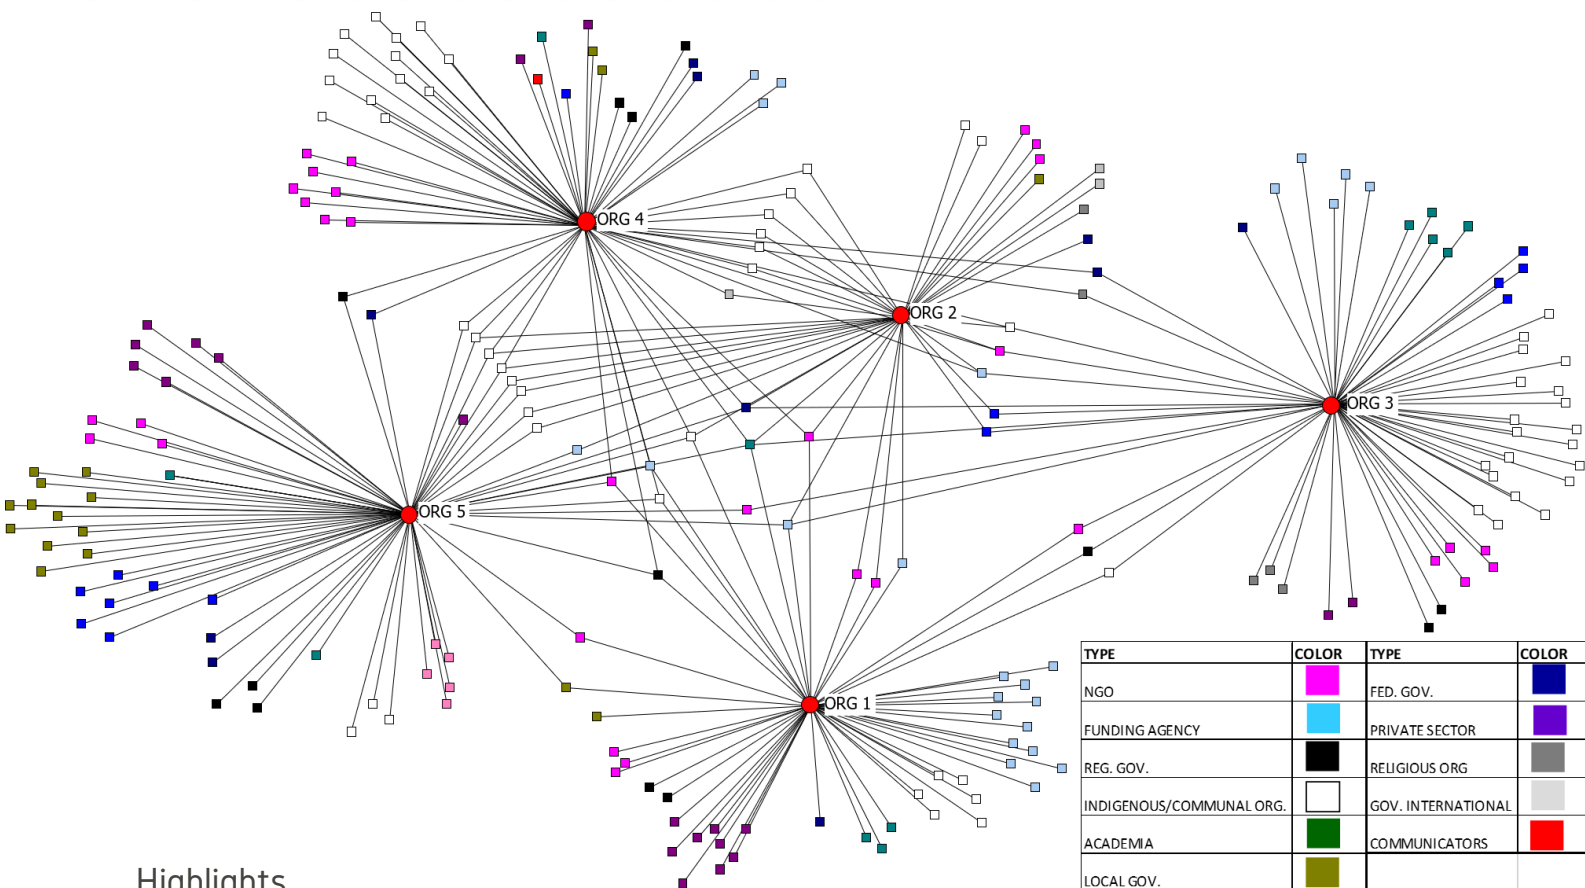 ORG 4
ORG 2
ORG 3
ORG 5
ORG 1
TYPE COLOR TYPE COLOR
NGO FED. GOV.
FUNDING AGENCY PRIVATE SECTOR
REG. GOV. RELIGIOUS ORG
INDIGENOUS/COMMUNAL ORG. GOV. INTERNATIONAL
ACADEMIA COMMUNICATORS
LOCAL GOV.
Highlights